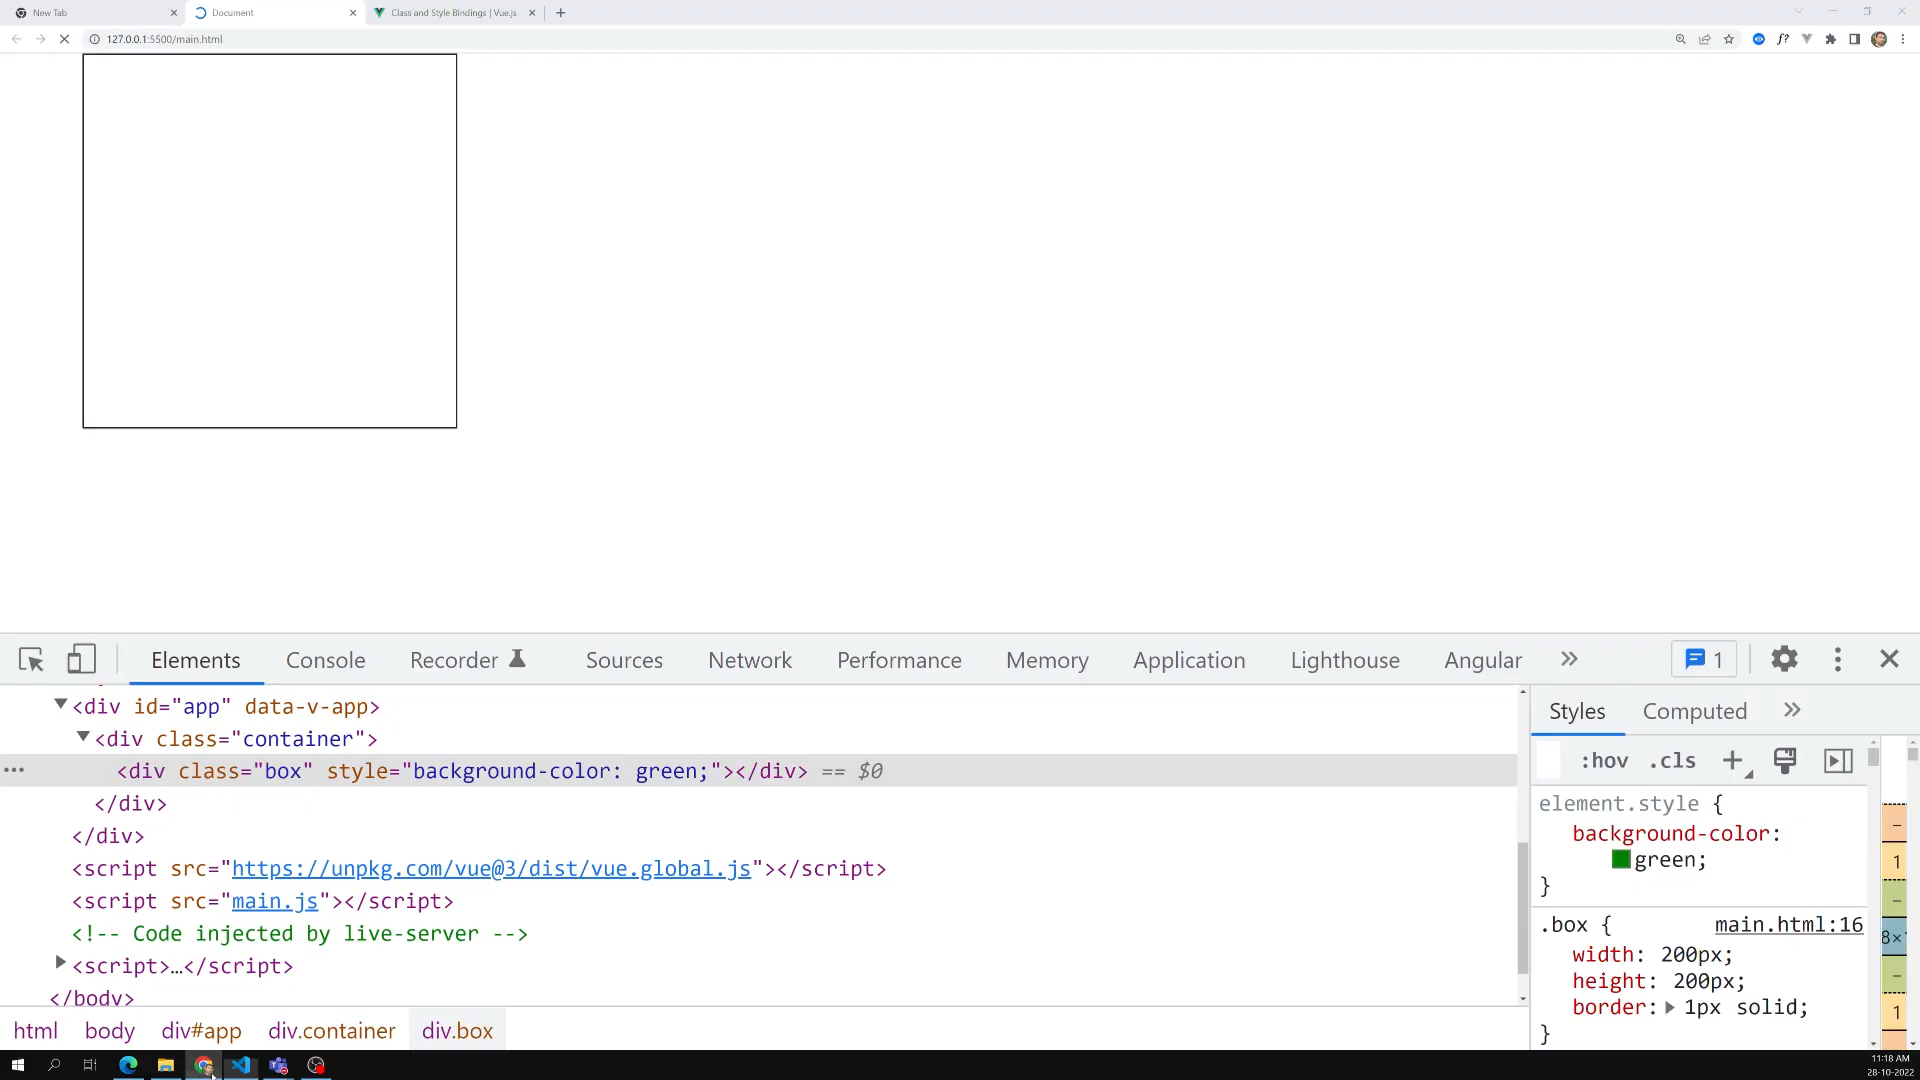 New Tab
Document
Class and Style Bindings | Vue.js
127.0.0.1:5500/main.html
f?
Elements
Console
Recorder
Sources
Network
Performance
Memory
Application
Lighthouse
Angular
1
<div id="app" data-v-app>
<div class="container">
<div class="box" style="background-color: green;"></div> == $0
</div>
</div>
<script src="https://unpkg.com/vue@3/dist/vue.global.js"></script>
<script src="main.js"></script>
<!-- Code injected by live-server -->
<script>…</script>
</body>
html
body
div#app
div.container
div.box
Styles
Computed
:hov
.cls
element.style {
background-color:
green;
}
.box {
main.html:16
width: 200px;
height: 200px;
border: 1px solid;
}
–
1
–
8×
–
1
11:18 AM
28-10-2022